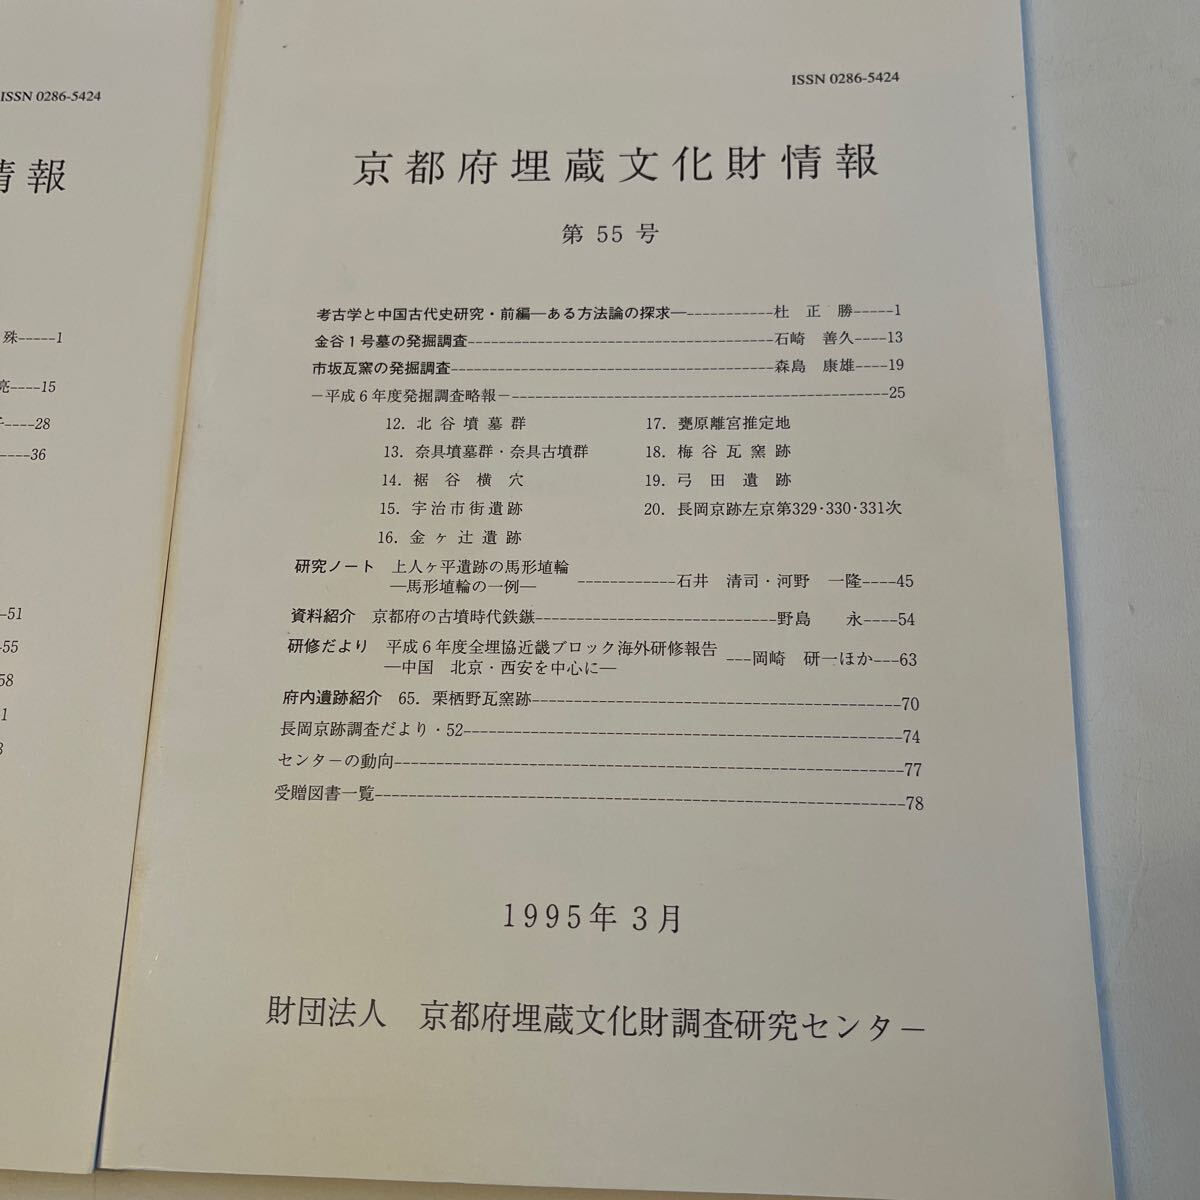 ISSN 0286-5424
情報
殊-----1
亮----15
----28
----36
-51
-55
58
1
3
ISSN 0286-5424
京都府埋蔵文化財情報
第 55 号
考古学と中国古代史研究・前編―ある方法論の探求―-----------杜 正 勝-----1
金谷1号墓の発掘調査--------------------------------------石崎 善久----13
市坂瓦窯の発掘調査----------------------------------------森島 康雄----19
―平成6年度発掘調査略報―-----------------------------------------------25
12. 北谷墳墓群 17. 甕原離宮推定地
13. 奈具墳墓群・奈具古墳群 18. 梅谷瓦窯跡
14. 裾谷横穴 19. 弓田遺跡
15. 宇治市街遺跡 20. 長岡京跡左京第329・330・331次
16. 金ヶ辻遺跡
研究ノート 上人ヶ平遺跡の馬形埴輪
―馬形埴輪の一例― ------------石井 清司・河野 一隆----45
資料紹介 京都府の古墳時代鉄鏃------------------------------野島 永----54
研修だより 平成6年度全埋協近畿ブロック海外研修報告
―中国 北京・西安を中心に― ---岡崎 研一ほか---63
府内遺跡紹介 65. 栗栖野瓦窯跡----------------------------------------------70
長岡京跡調査だより・52------------------------------------------------------74
センターの動向--------------------------------------------------------------77
受贈図書一覧----------------------------------------------------------------78
1995年3月
財団法人 京都府埋蔵文化財調査研究センター